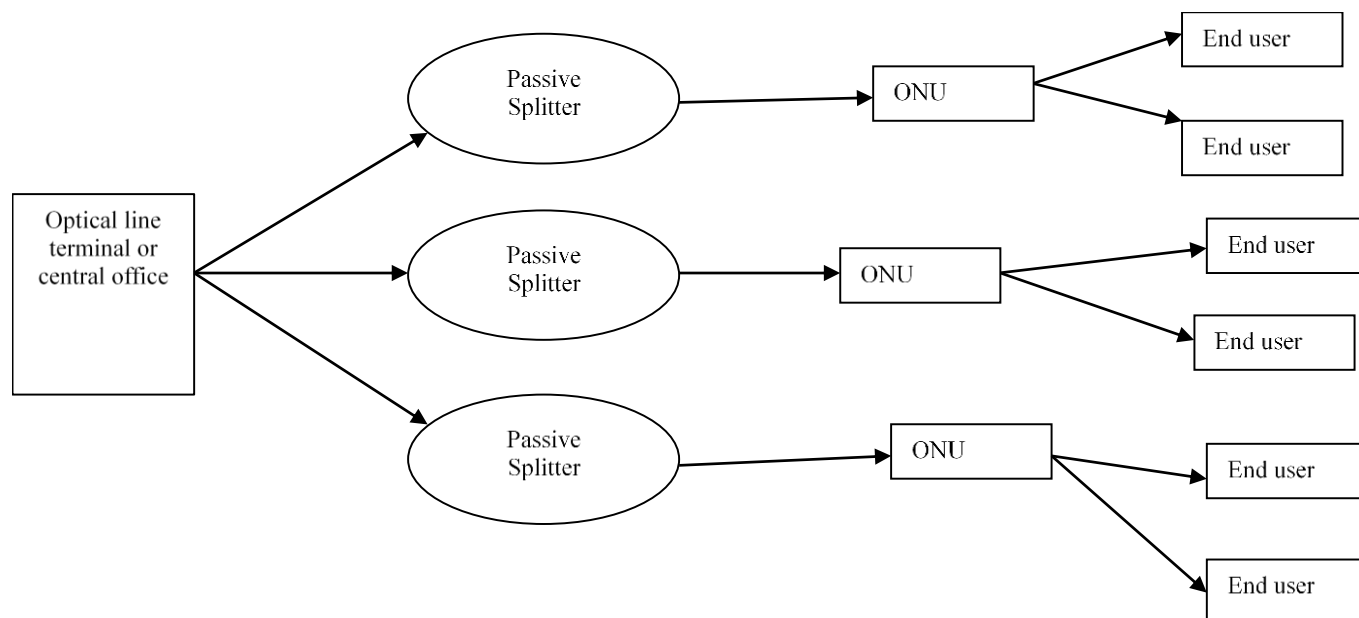 End user
Passive
Splitter
ONU
End user
Optical line
terminal or
central office
Passive
Splitter
ONU
End user
End user
Passive
Splitter
ONU
End user
End user